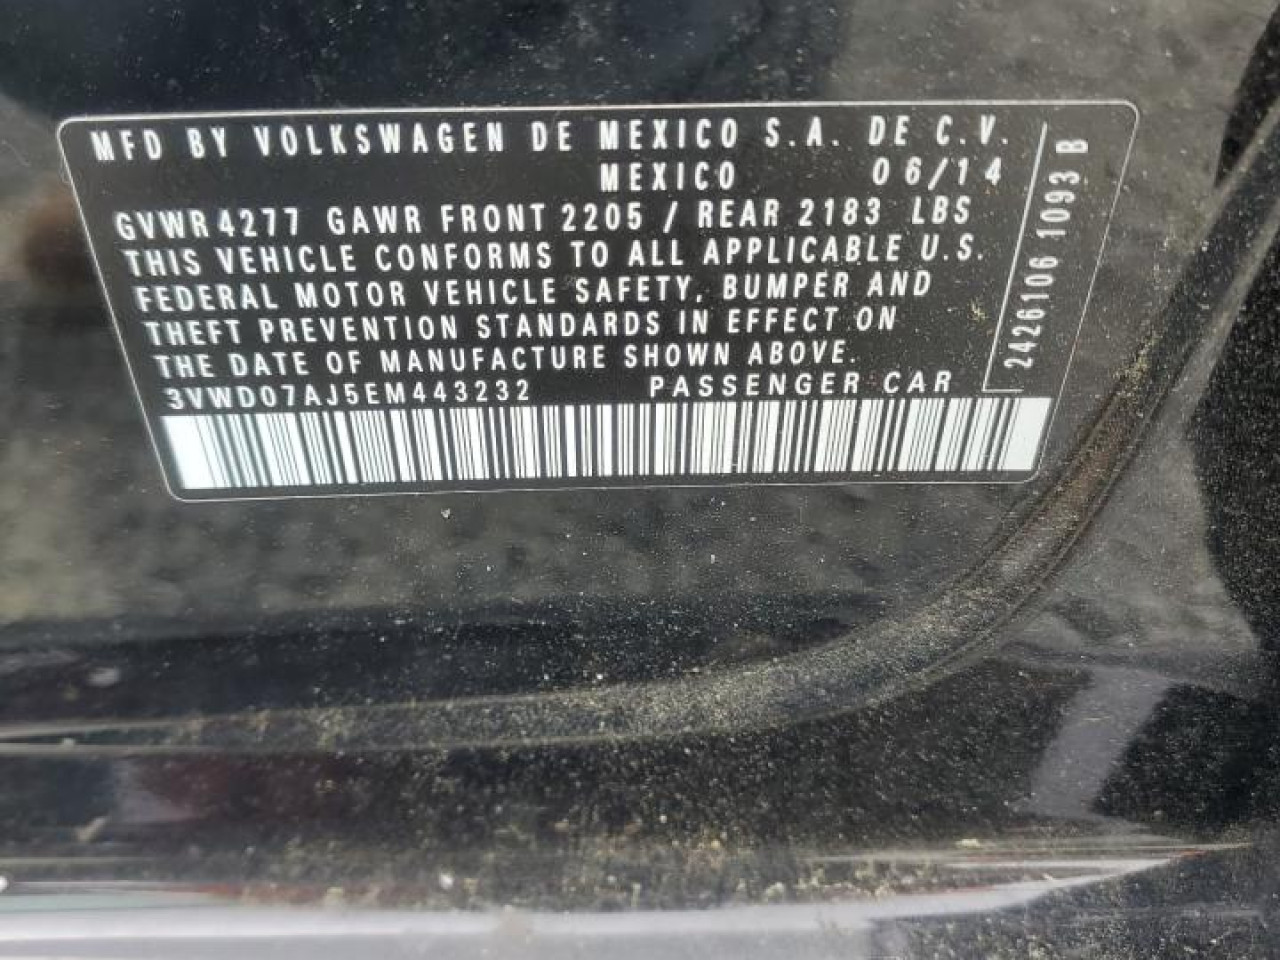 MFD BY VOLKSWAGEN DE MEXICO S.A. DE C.V.
MEXICO 06/14
GVWR 4277 GAWR FRONT 2205 / REAR 2183 LBS
THIS VEHICLE CONFORMS TO ALL APPLICABLE U.S.
FEDERAL MOTOR VEHICLE SAFETY, BUMPER AND
THEFT PREVENTION STANDARDS IN EFFECT ON
THE DATE OF MANUFACTURE SHOWN ABOVE.
3VWD07AJ5EM443232 PASSENGER CAR
2426106 1093 B